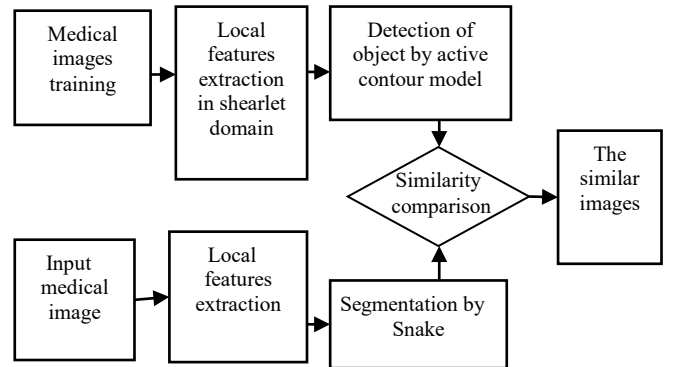 Medical
images
training
Local
features
extraction
in shearlet
domain
Detection of
object by active
contour model
Similarity
comparison
The
similar
images
Input
medical
image
Local
features
extraction
Segmentation by
Snake